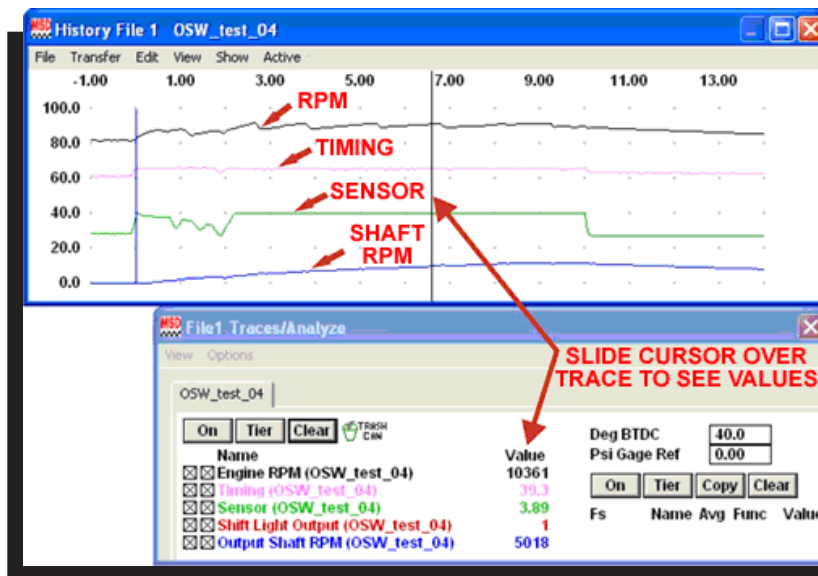 MSD History File 1 OSW_test_04
File Transfer Edit View Show Active
-1.00 1.00 3.00 5.00 7.00 9.00 11.00 13.00
100.0
RPM
80.0
TIMING
60.0
SENSOR
40.0
SHAFT
RPM
20.0
0.0
MSD File1 Traces/Analyze
View Options
SLIDE CURSOR OVER
TRACE TO SEE VALUES
OSW_test_04
On Tier Clear TRASH CAN
Name Value
Engine RPM (OSW_test_04) 10361
Timing (OSW_test_04) 39.3
Sensor (OSW_test_04) 3.89
Shift Light Output (OSW_test_04) 1
Output Shaft RPM (OSW_test_04) 5018
Deg BTDC 40.0
Psi Gage Ref 0.00
On Tier Copy Clear
Fs Name Avg Func Value